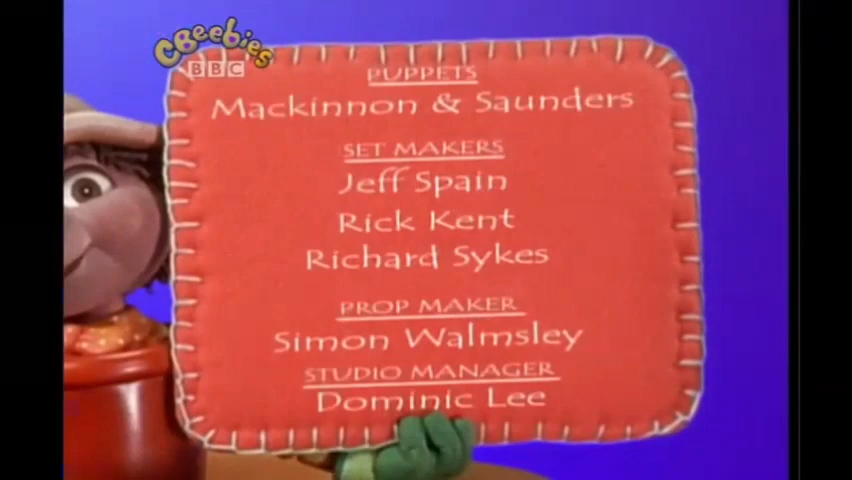 CBeebies
BBC
PUPPETS
Mackinnon & Saunders
SET MAKERS
Jeff Spain
Rick Kent
Richard Sykes
PROP MAKER
Simon Walmsley
STUDIO MANAGER
Dominic Lee